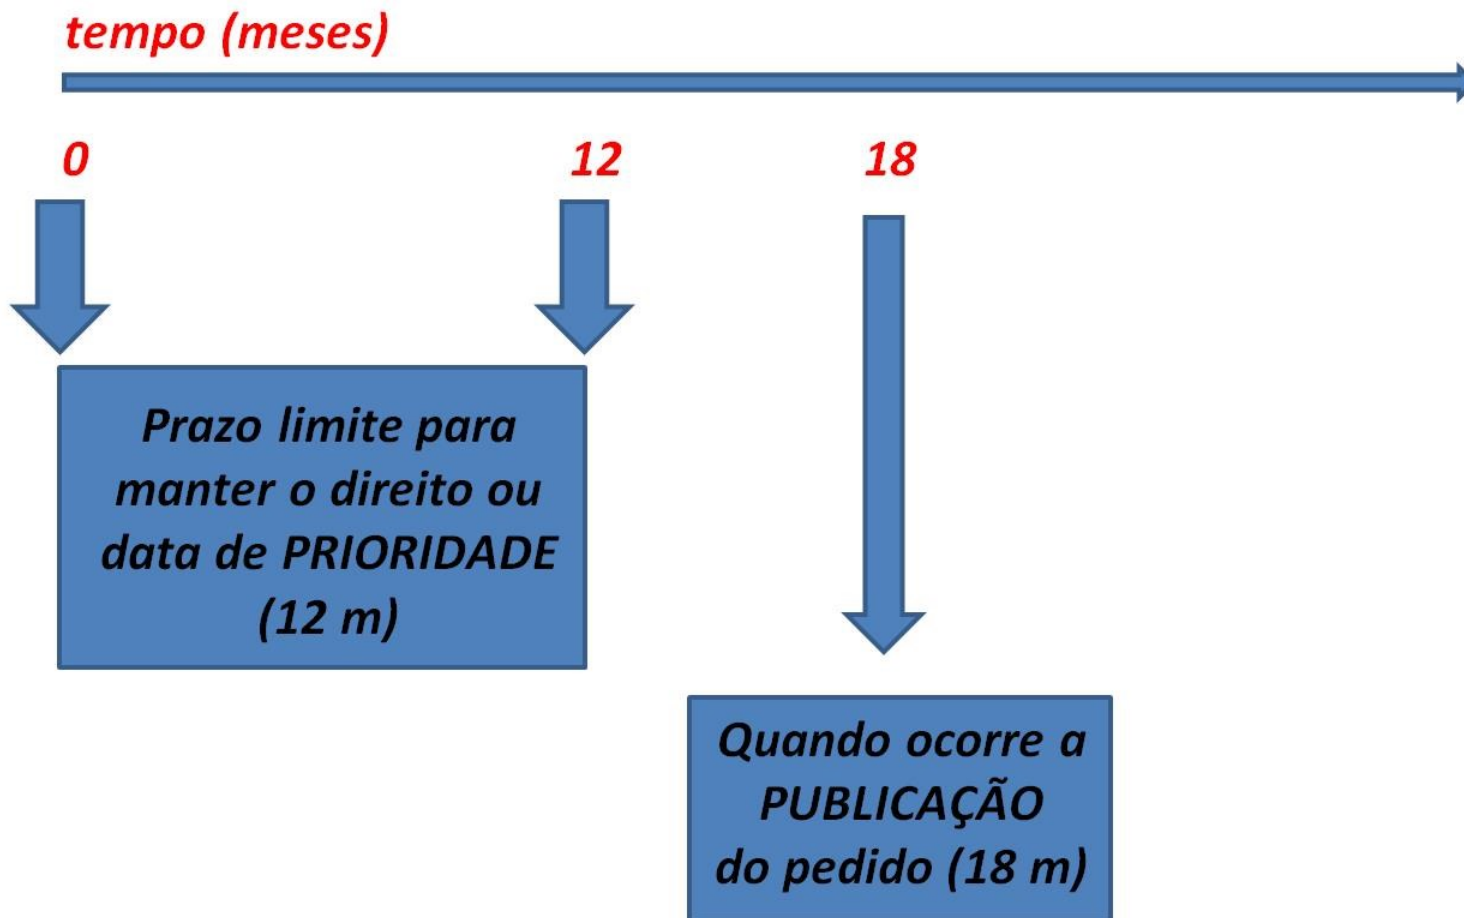 tempo (meses)
0
12
18
Prazo limite para
manter o direito ou
data de PRIORIDADE
(12 m)
Quando ocorre a
PUBLICAÇÃO
do pedido (18 m)